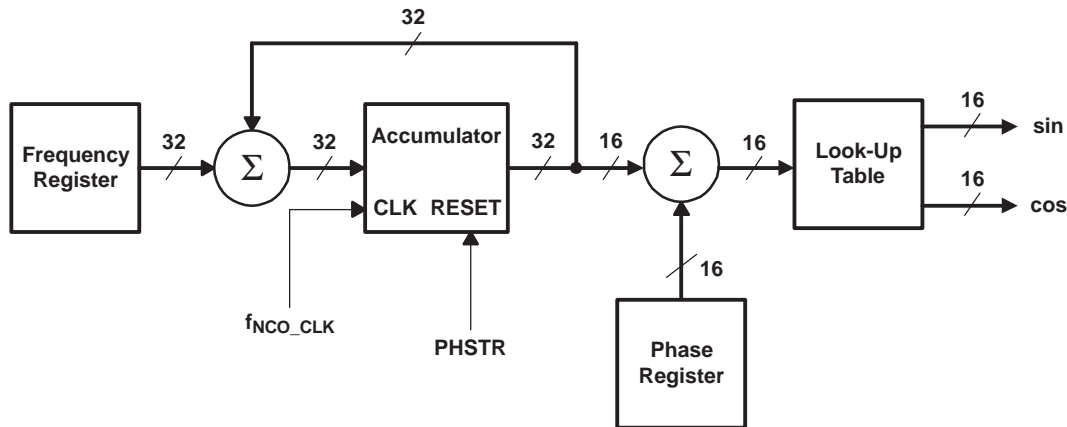 32
Frequency
Register
32
Σ
32
Accumulator
CLK RESET
32
16
Σ
16
Look-Up
Table
16
sin
16
cos
16
fNCO_CLK
PHSTR
Phase
Register